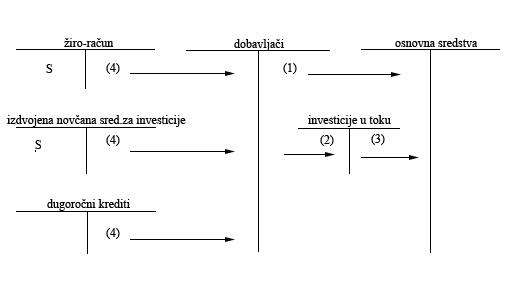 žiro-račun dobavljači osnovna sredstva
S (4) (1)
izdvojena novčana sred.za investicije investicije u toku
S (4) (2) (3)
dugoročni krediti
(4)